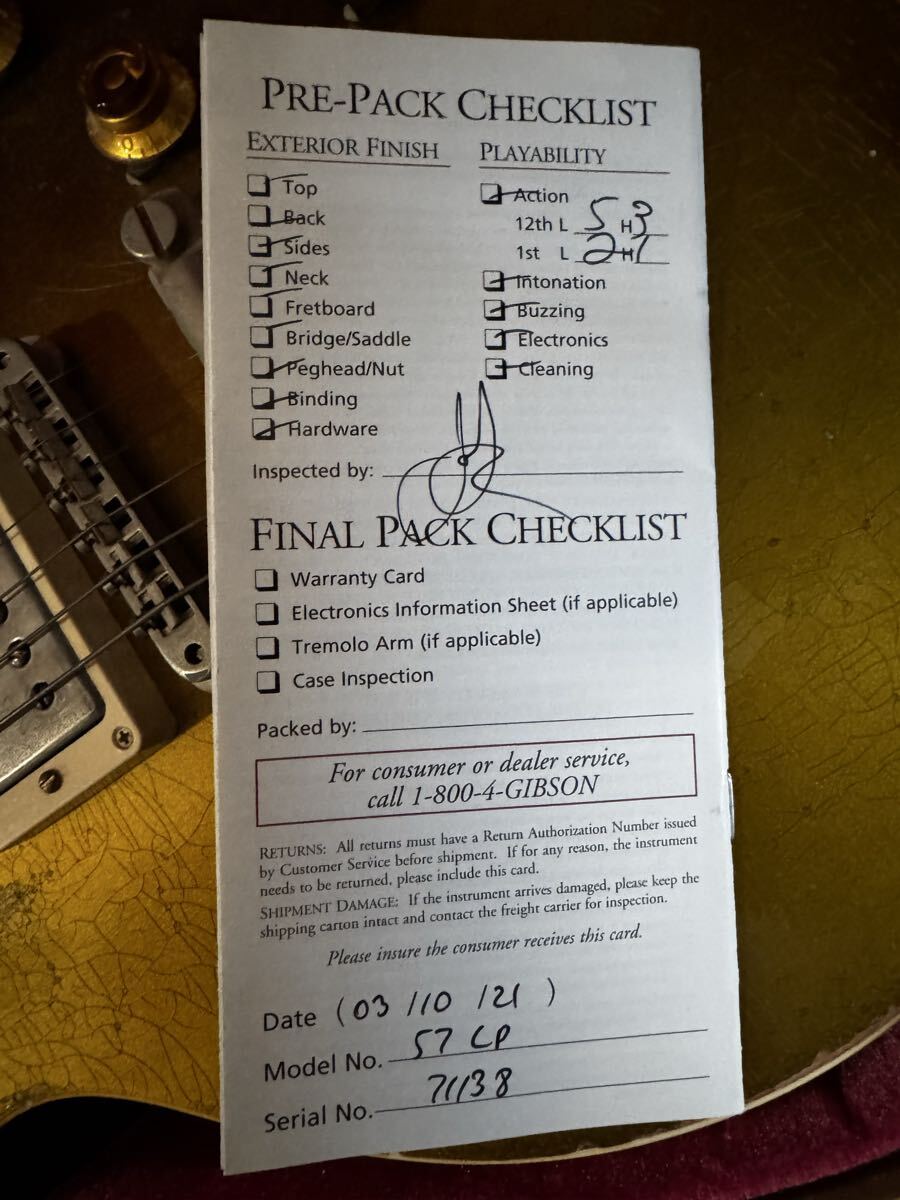 PRE-PACK CHECKLIST
EXTERIOR FINISH
Top
Back
Sides
Neck
Fretboard
Bridge/Saddle
Peghead/Nut
Binding
Hardware
PLAYABILITY
Action
12th L 5 H 3
1st L 2 H 1
Intonation
Buzzing
Electronics
Cleaning
Inspected by:
FINAL PACK CHECKLIST
Warranty Card
Electronics Information Sheet (if applicable)
Tremolo Arm (if applicable)
Case Inspection
Packed by:
For consumer or dealer service,
call 1-800-4-GIBSON
RETURNS: All returns must have a Return Authorization Number issued
by Customer Service before shipment. If for any reason, the instrument
needs to be returned, please include this card.
SHIPMENT DAMAGE: If the instrument arrives damaged, please keep the
shipping carton intact and contact the freight carrier for inspection.
Please insure the consumer receives this card.
Date (03/10/21)
Model No. 57 LP
Serial No. 71138